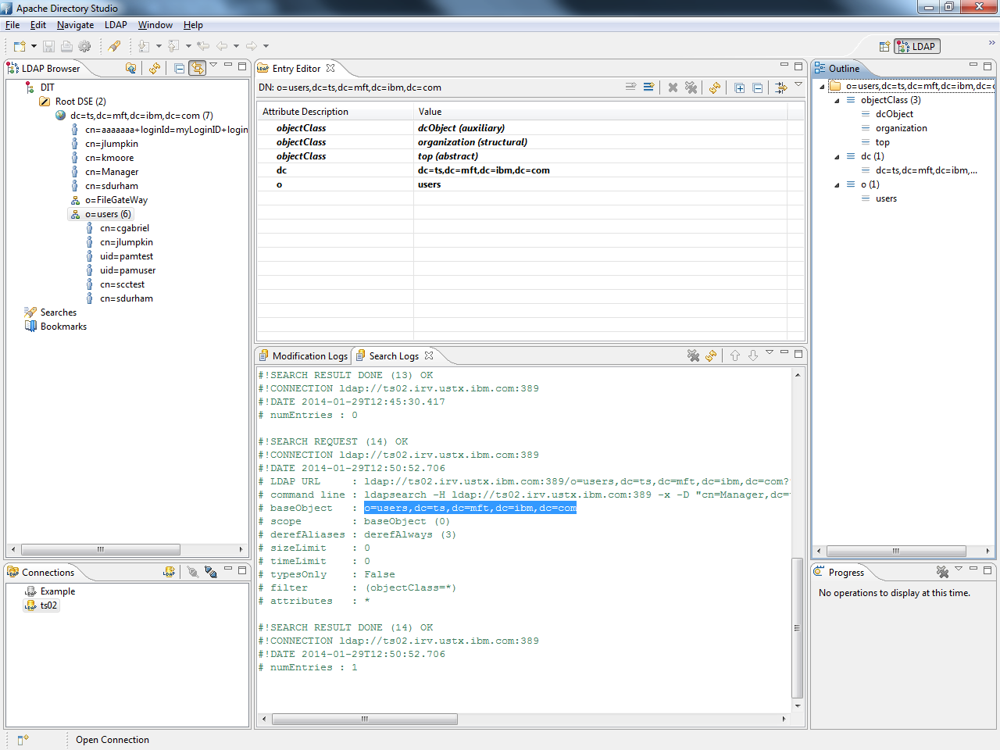 Apache Directory Studio
File Edit Navigate LDAP Window Help
LDAP
LDAP Browser
DIT
Root DSE (2)
dc=ts,dc=mft,dc=ibm,dc=com (7)
cn=aaaaaaa+loginId=myLoginID+login
cn=jlumpkin
cn=kmoore
cn=Manager
cn=sdurham
o=FileGateWay
o=users (6)
cn=cgabriel
cn=jlumpkin
uid=pamtest
uid=pamuser
cn=scctest
cn=sdurham
Searches
Bookmarks
Entry Editor
DN: o=users,dc=ts,dc=mft,dc=ibm,dc=com
Attribute Description Value
objectClass dcObject (auxiliary)
objectClass organization (structural)
objectClass top (abstract)
dc dc=ts,dc=mft,dc=ibm,dc=com
o users
Outline
o=users,dc=ts,dc=mft,dc=ibm,dc=c
objectClass (3)
dcObject
organization
top
dc (1)
dc=ts,dc=mft,dc=ibm,...
o (1)
users
Modification Logs Search Logs
#!SEARCH RESULT DONE (13) OK
#!CONNECTION ldap://ts02.irv.ustx.ibm.com:389
#!DATE 2014-01-29T12:45:30.417
# numEntries : 0
#!SEARCH REQUEST (14) OK
#!CONNECTION ldap://ts02.irv.ustx.ibm.com:389
#!DATE 2014-01-29T12:50:52.706
# LDAP URL : ldap://ts02.irv.ustx.ibm.com:389/o=users,dc=ts,dc=mft,dc=ibm,dc=com?
# command line : ldapsearch -H ldap://ts02.irv.ustx.ibm.com:389 -x -D "cn=Manager,dc=
# baseObject : o=users,dc=ts,dc=mft,dc=ibm,dc=com
# scope : baseObject (0)
# derefAliases : derefAlways (3)
# sizeLimit : 0
# timeLimit : 0
# typesOnly : False
# filter : (objectClass=*)
# attributes : *
#!SEARCH RESULT DONE (14) OK
#!CONNECTION ldap://ts02.irv.ustx.ibm.com:389
#!DATE 2014-01-29T12:50:52.706
# numEntries : 1
Connections
Example
ts02
Progress
No operations to display at this time.
Open Connection